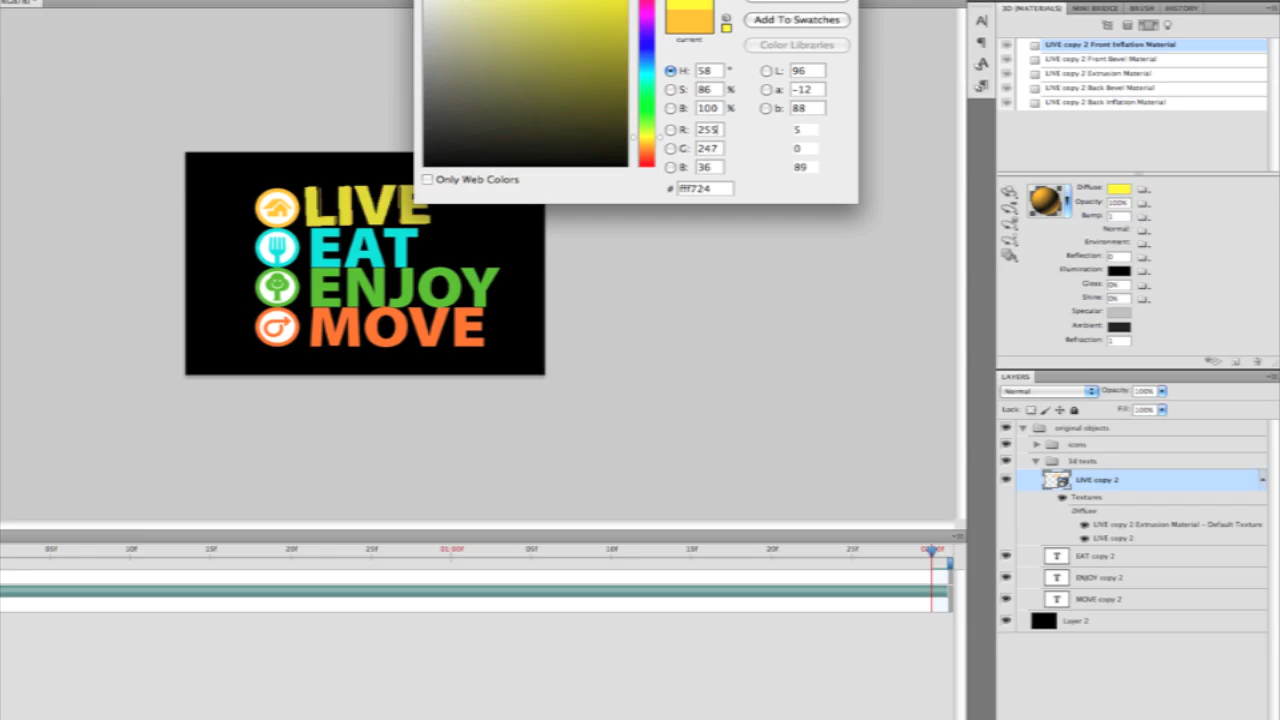 3D {MATERIALS}
MINI BRIDGE
BRUSH
HISTORY
Add To Swatches
current
Color Libraries
H: 58 °
L: 96
S: 86 %
a: -12
B: 100 %
b: 88
R: 255
5
G: 247
0
B: 36
89
# fff724
Only Web Colors
LIVE copy 2 Front Inflation Material
LIVE copy 2 Front Bevel Material
LIVE copy 2 Extrusion Material
LIVE copy 2 Back Bevel Material
LIVE copy 2 Back Inflation Material
LIVE
EAT
ENJOY
MOVE
Diffuse:
Opacity: 100%
Bump: 1
Normal:
Environment:
Reflection: 0
Illumination:
Gloss: 0%
Shine: 0%
Specular:
Ambient:
Refraction: 1
LAYERS
Normal
Opacity: 100%
Lock:
Fill: 100%
original objects
icons
3d texts
LIVE copy 2
Textures
Diffuse
LIVE copy 2 Extrusion Material - Default Texture
LIVE copy 2
T EAT copy 2
T ENJOY copy 2
T MOVE copy 2
Layer 2
05f 10f 15f 20f 25f 01:00f 05f 10f 15f 20f 25f